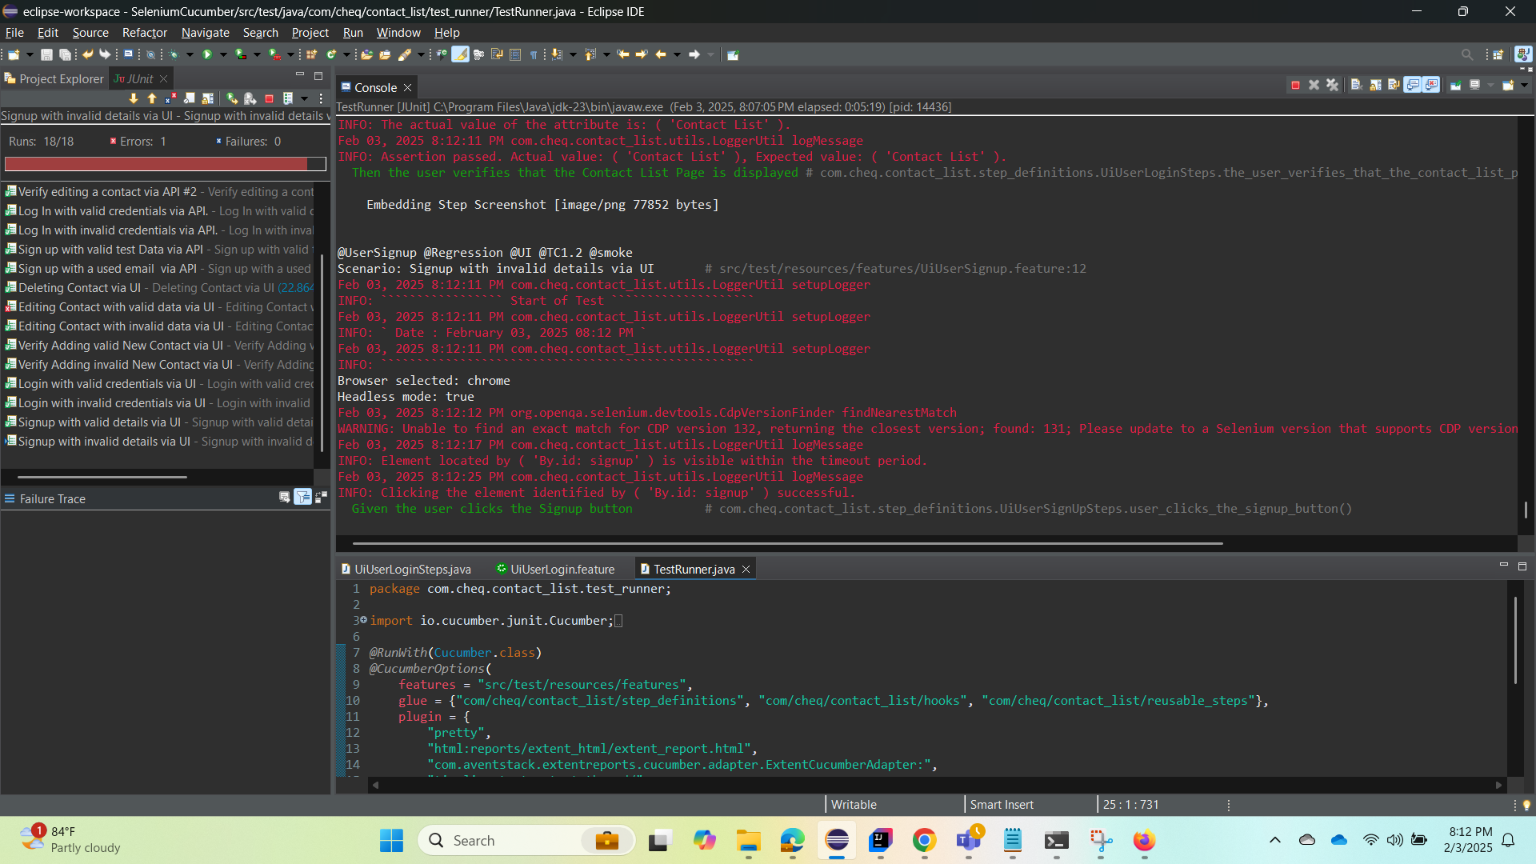 eclipse-workspace - SeleniumCucumber/src/test/java/com/cheq/contact_list/test_runner/TestRunner.java - Eclipse IDE
File Edit Source Refactor Navigate Search Project Run Window Help
Project Explorer JUnit
Signup with invalid details via UI - Signup with invalid details v
Runs: 18/18 Errors: 1 Failures: 0
Verify editing a contact via API #2 - Verify editing a cont
Log In with valid credentials via API. - Log In with valid c
Log In with invalid credentials via API. - Log In with inva
Sign up with valid test Data via API - Sign up with valid
Sign up with a used email via API - Sign up with a used
Deleting Contact via UI - Deleting Contact via UI (22.864
Editing Contact with valid data via UI - Editing Contact v
Editing Contact with invalid data via UI - Editing Contac
Verify Adding valid New Contact via UI - Verify Adding v
Verify Adding invalid New Contact via UI - Verify Adding
Login with valid credentials via UI - Login with valid cred
Login with invalid credentials via UI - Login with invalid
Signup with valid details via UI - Signup with valid detai
Signup with invalid details via UI - Signup with invalid d
Failure Trace
Console
TestRunner [JUnit] C:\Program Files\Java\jdk-23\bin\javaw.exe (Feb 3, 2025, 8:07:05 PM elapsed: 0:05:19) [pid: 14436]
INFO: The actual value of the attribute is: ( 'Contact List' ).
Feb 03, 2025 8:12:11 PM com.cheq.contact_list.utils.LoggerUtil logMessage
INFO: Assertion passed. Actual value: ( 'Contact List' ), Expected value: ( 'Contact List' ).
Then the user verifies that the Contact List Page is displayed # com.cheq.contact_list.step_definitions.UiUserLoginSteps.the_user_verifies_that_the_contact_list_p
Embedding Step Screenshot [image/png 77852 bytes]
@UserSignup @Regression @UI @TC1.2 @smoke
Scenario: Signup with invalid details via UI # src/test/resources/features/UiUserSignup.feature:12
Feb 03, 2025 8:12:11 PM com.cheq.contact_list.utils.LoggerUtil setupLogger
INFO: ````````````````` Start of Test ````````````````````
Feb 03, 2025 8:12:11 PM com.cheq.contact_list.utils.LoggerUtil setupLogger
INFO: ` Date : February 03, 2025 08:12 PM `
Feb 03, 2025 8:12:11 PM com.cheq.contact_list.utils.LoggerUtil setupLogger
INFO: ````````````````````````````````````````````````````
Browser selected: chrome
Headless mode: true
Feb 03, 2025 8:12:12 PM org.openqa.selenium.devtools.CdpVersionFinder findNearestMatch
WARNING: Unable to find an exact match for CDP version 132, returning the closest version; found: 131; Please update to a Selenium version that supports CDP version
Feb 03, 2025 8:12:17 PM com.cheq.contact_list.utils.LoggerUtil logMessage
INFO: Element located by ( 'By.id: signup' ) is visible within the timeout period.
Feb 03, 2025 8:12:25 PM com.cheq.contact_list.utils.LoggerUtil logMessage
INFO: Clicking the element identified by ( 'By.id: signup' ) successful.
Given the user clicks the Signup button # com.cheq.contact_list.step_definitions.UiUserSignUpSteps.user_clicks_the_signup_button()
UiUserLoginSteps.java UiUserLogin.feature TestRunner.java
1 package com.cheq.contact_list.test_runner;
2
3 import io.cucumber.junit.Cucumber;
6
7 @RunWith(Cucumber.class)
8 @CucumberOptions(
9 features = "src/test/resources/features",
10 glue = {"com/cheq/contact_list/step_definitions", "com/cheq/contact_list/hooks", "com/cheq/contact_list/reusable_steps"},
11 plugin = {
12 "pretty",
13 "html:reports/extent_html/extent_report.html",
14 "com.aventstack.extentreports.cucumber.adapter.ExtentCucumberAdapter:",
Writable Smart Insert 25 : 1 : 731
1
84°F
Partly cloudy
Search
8:12 PM
2/3/2025